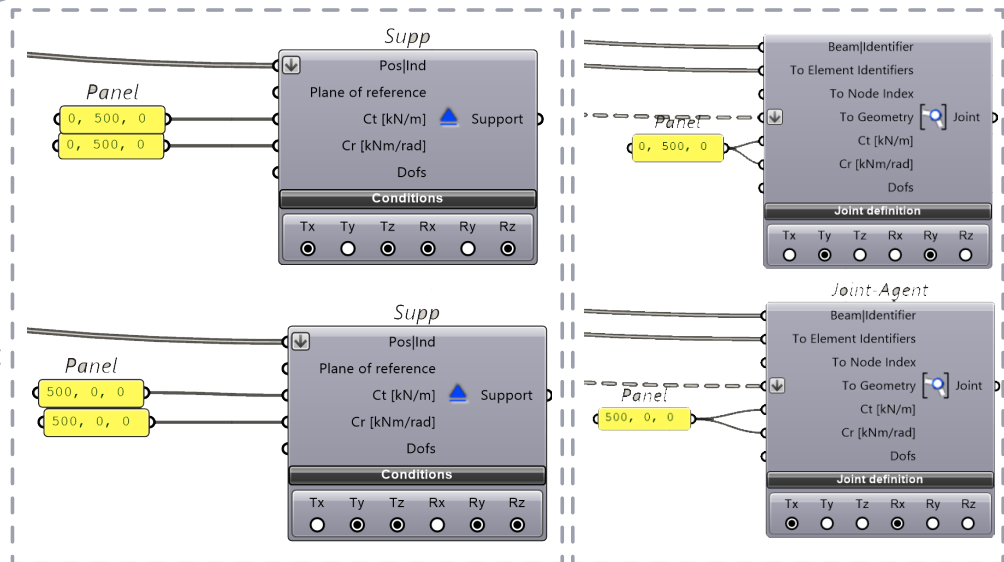 Supp
Pos|Ind
Plane of reference
Panel
0, 500, 0
0, 500, 0
Ct [kN/m]
Support
Cr [kNm/rad]
Dofs
Conditions
Tx Ty Tz Rx Ry Rz
Supp
Pos|Ind
Plane of reference
Panel
500, 0, 0
500, 0, 0
Ct [kN/m]
Support
Cr [kNm/rad]
Dofs
Conditions
Tx Ty Tz Rx Ry Rz
Beam|Identifier
To Element Identifiers
To Node Index
To Geometry
Joint
Panel
0, 500, 0
Ct [kN/m]
Cr [kNm/rad]
Dofs
Joint definition
Tx Ty Tz Rx Ry Rz
Joint-Agent
Beam|Identifier
To Element Identifiers
To Node Index
To Geometry
Joint
Panel
500, 0, 0
Ct [kN/m]
Cr [kNm/rad]
Dofs
Joint definition
Tx Ty Tz Rx Ry Rz